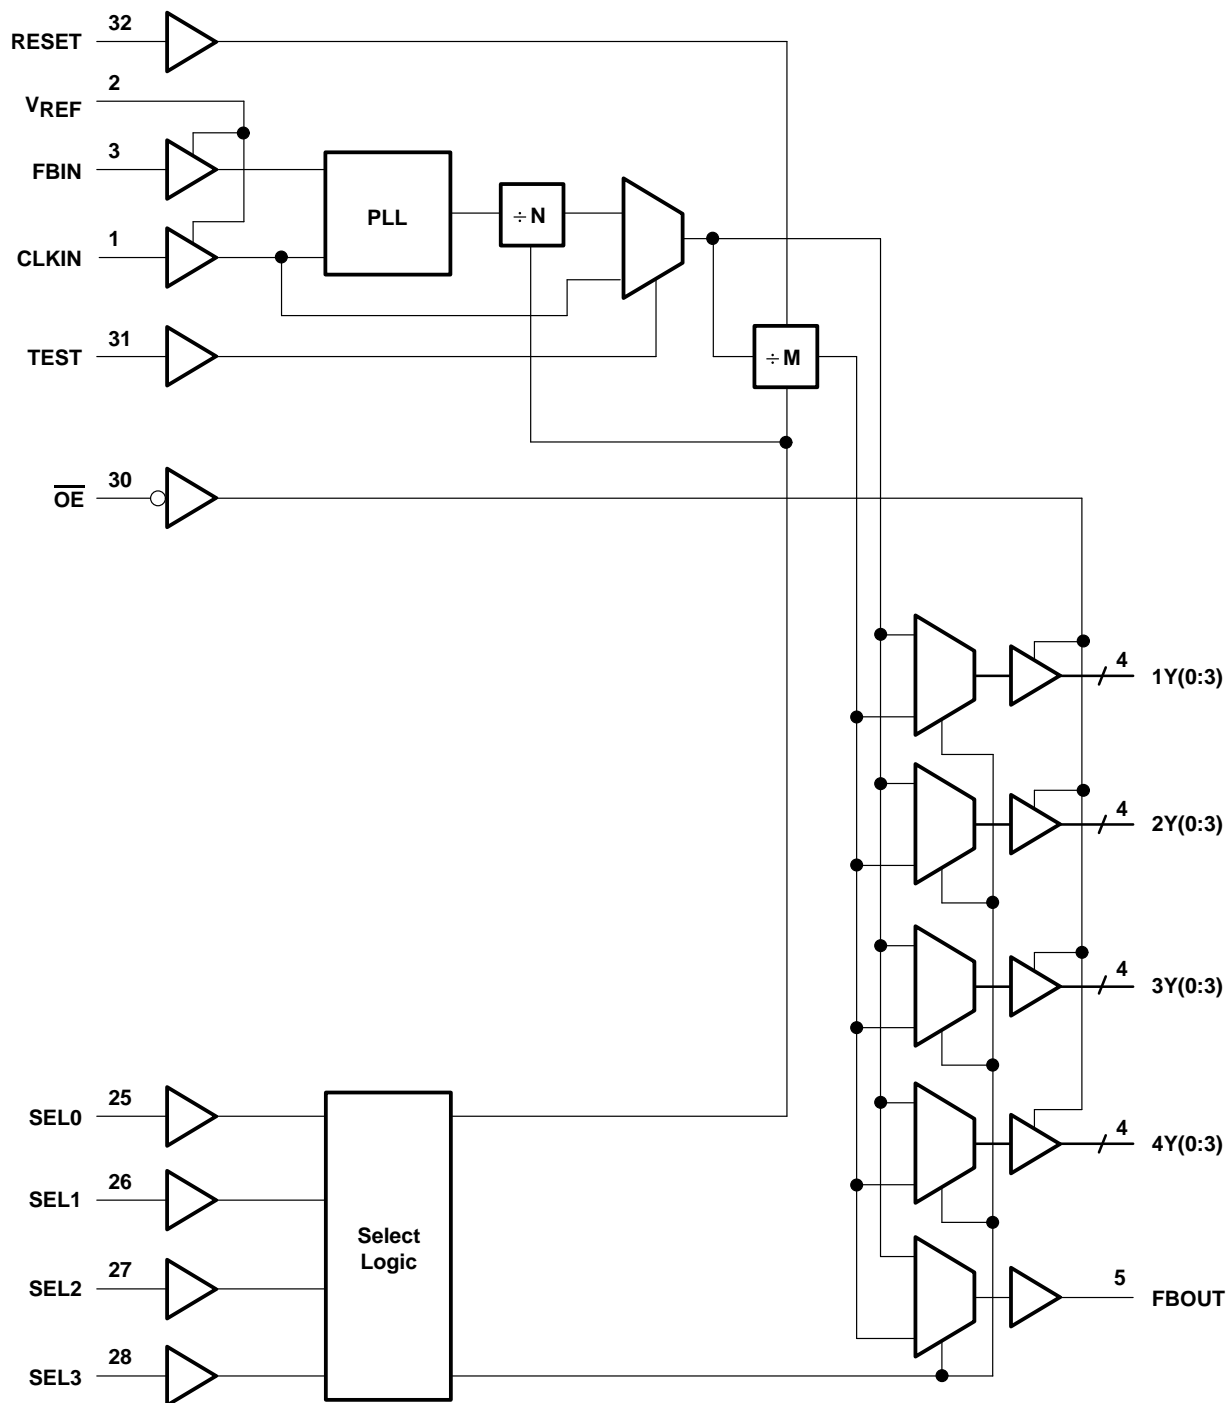 RESET 32
VREF 2
FBIN 3
CLKIN 1
TEST 31
PLL
÷ N
÷ M
OE 30
1Y(0:3) 4
2Y(0:3) 4
3Y(0:3) 4
4Y(0:3) 4
FBOUT 5
SEL0 25
SEL1 26
SEL2 27
SEL3 28
Select
Logic